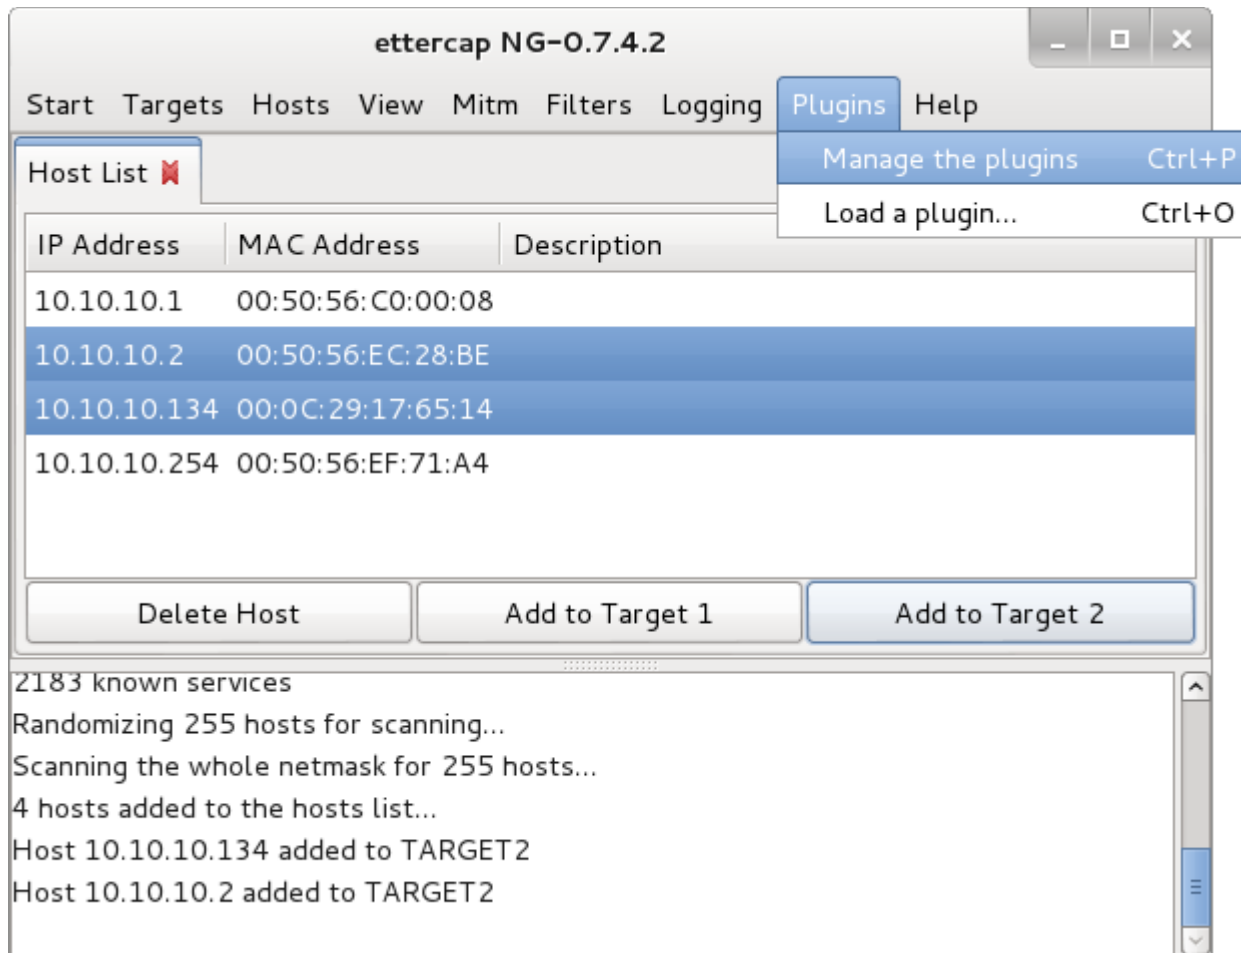 ettercap NG-0.7.4.2
Start Targets Hosts View Mitm Filters Logging Plugins Help
Manage the plugins Ctrl+P
Load a plugin... Ctrl+O
Host List
IP Address MAC Address Description
10.10.10.1 00:50:56:C0:00:08
10.10.10.2 00:50:56:EC:28:BE
10.10.10.134 00:0C:29:17:65:14
10.10.10.254 00:50:56:EF:71:A4
Delete Host Add to Target 1 Add to Target 2
2183 known services
Randomizing 255 hosts for scanning...
Scanning the whole netmask for 255 hosts...
4 hosts added to the hosts list...
Host 10.10.10.134 added to TARGET2
Host 10.10.10.2 added to TARGET2